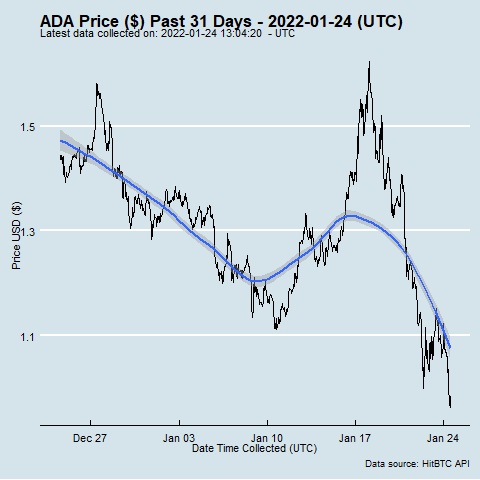 ADA Price ($) Past 31 Days - 2022-01-24 (UTC)
Latest data collected on: 2022-01-24 13:04:20 - UTC
1.5
1.3
1.1
Price USD ($)
Dec 27 Jan 03 Jan 10 Jan 17 Jan 24
Date Time Collected (UTC)
Data source: HitBTC API